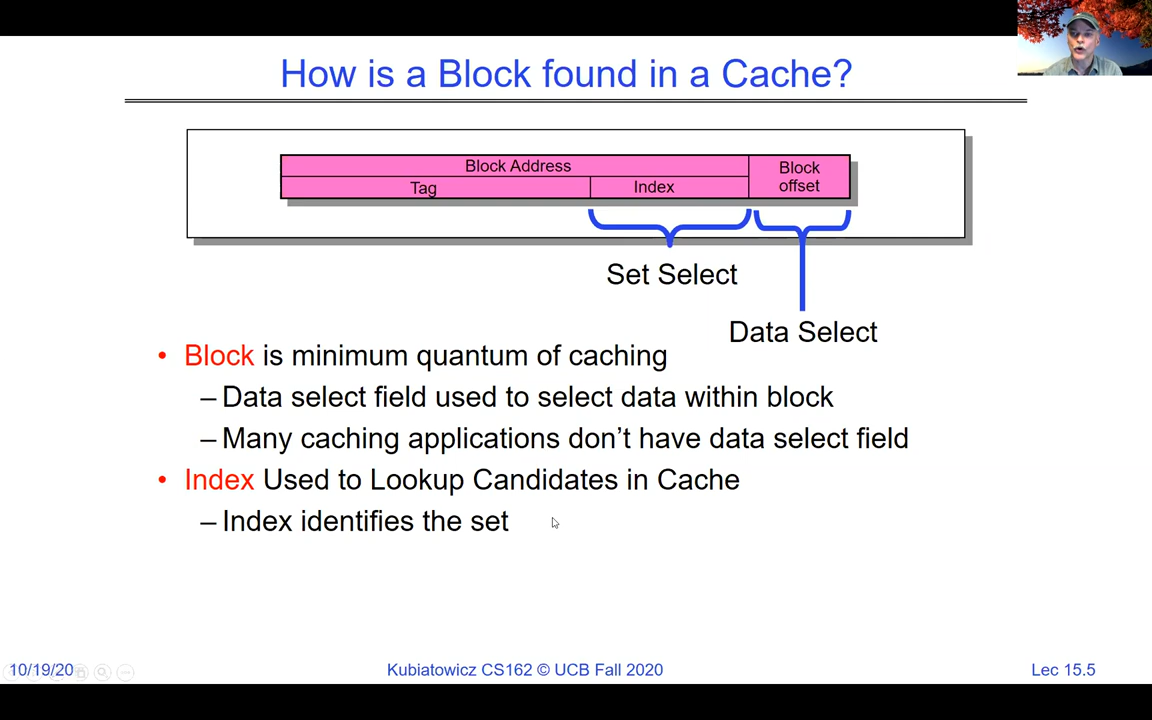 How is a Block found in a Cache?
Block Address
Block
offset
Tag
Index
Set Select
Data Select
• Block is minimum quantum of caching
– Data select field used to select data within block
– Many caching applications don't have data select field
• Index Used to Lookup Candidates in Cache
– Index identifies the set
10/19/20
Kubiatowicz CS162 © UCB Fall 2020
Lec 15.5